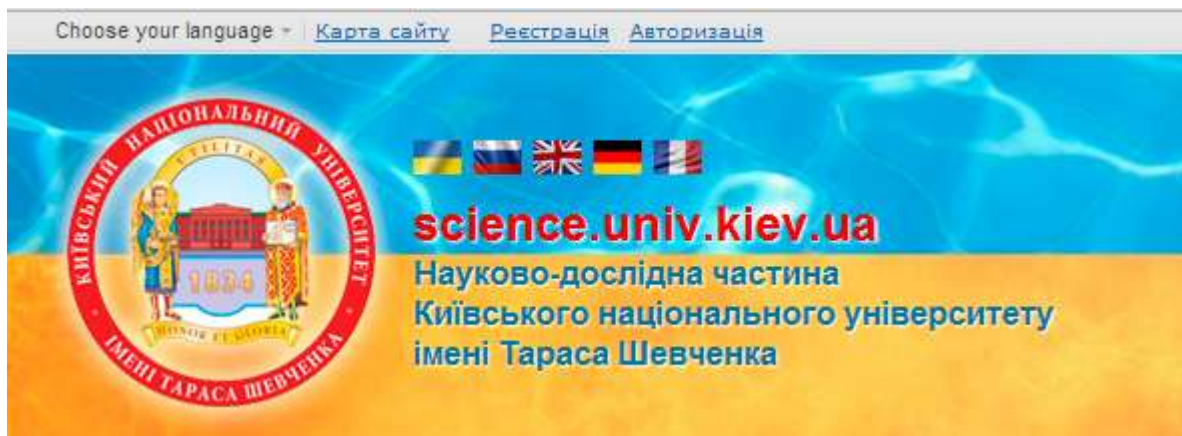 Choose your language Карта сайту Реєстрація Авторизація
КИЇВСЬКИЙ НАЦІОНАЛЬНИЙ УНІВЕРСИТЕТ
ІМЕНІ ТАРАСА ШЕВЧЕНКА
UTILITAS
1834
HONOR ET GLORIA
science.univ.kiev.ua
Науково-дослідна частина
Київського національного університету
імені Тараса Шевченка